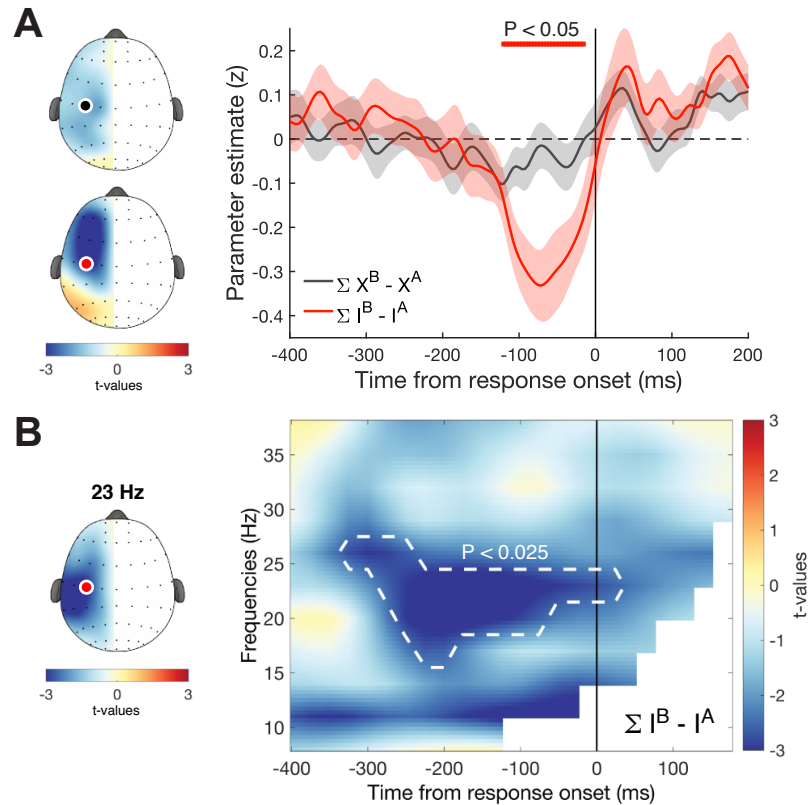 A
P < 0.05
Parameter estimate (z)
0.2
0.1
0
-0.1
-0.2
-0.3
-0.4
Σ X^B - X^A
Σ I^B - I^A
-400
-300
-200
-100
0
100
200
Time from response onset (ms)
-3
0
3
t-values
B
23 Hz
-3
0
3
t-values
Frequencies (Hz)
35
30
25
20
15
10
P < 0.025
Σ I^B - I^A
-400
-300
-200
-100
0
100
Time from response onset (ms)
3
2
1
0
-1
-2
-3
t-values